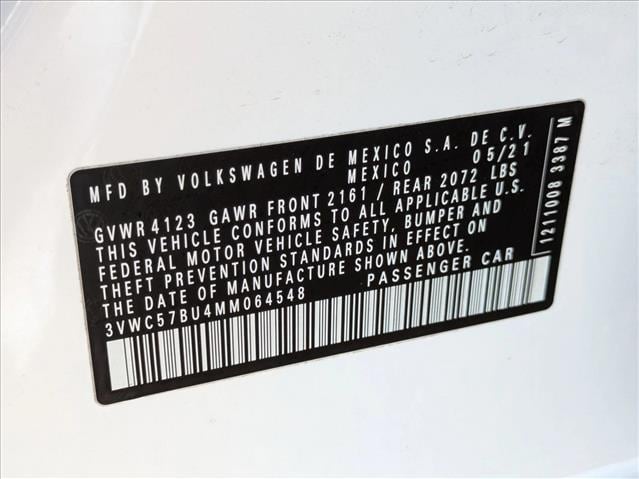 MFD BY VOLKSWAGEN DE MEXICO S.A. DE C.V.
MEXICO 05/21
GVWR 4123 GAWR FRONT 2161 / REAR 2072 LBS
THIS VEHICLE CONFORMS TO ALL APPLICABLE U.S.
FEDERAL MOTOR VEHICLE SAFETY, BUMPER AND
THEFT PREVENTION STANDARDS IN EFFECT ON
THE DATE OF MANUFACTURE SHOWN ABOVE.
3VWC57BU4MM064548 PASSENGER CAR
1211008 3387 M